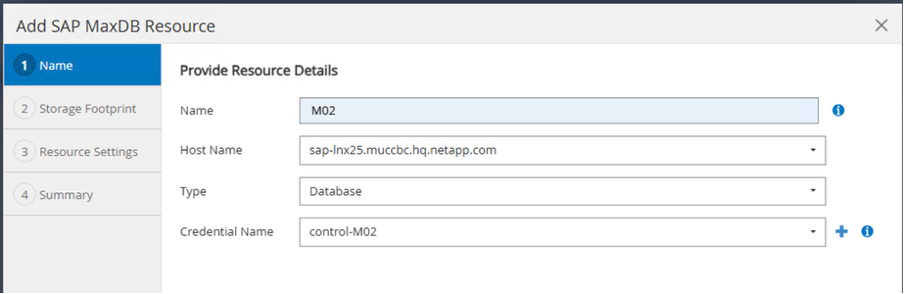 Add SAP MaxDB Resource
1 Name
Provide Resource Details
Name M02
2 Storage Footprint
Host Name sap-lnx25.muccbc.hq.netapp.com
3 Resource Settings
Type Database
4 Summary
Credential Name control-M02